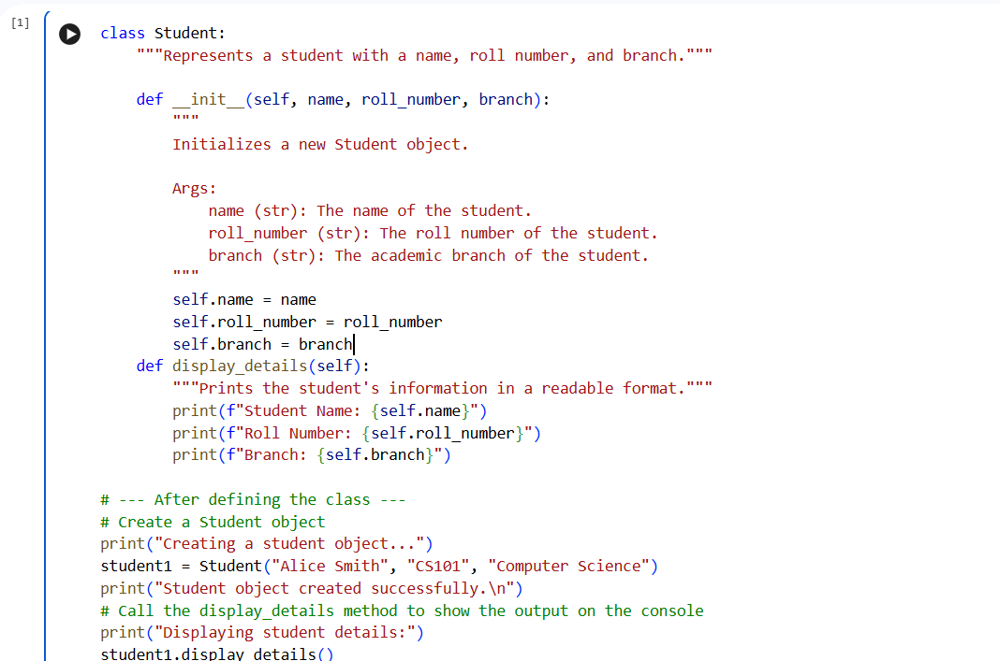 [1]
class Student:
    """Represents a student with a name, roll number, and branch."""

    def __init__(self, name, roll_number, branch):
        """
        Initializes a new Student object.

        Args:
            name (str): The name of the student.
            roll_number (str): The roll number of the student.
            branch (str): The academic branch of the student.
        """
        self.name = name
        self.roll_number = roll_number
        self.branch = branch
    def display_details(self):
        """Prints the student's information in a readable format."""
        print(f"Student Name: {self.name}")
        print(f"Roll Number: {self.roll_number}")
        print(f"Branch: {self.branch}")

# --- After defining the class ---
# Create a Student object
print("Creating a student object...")
student1 = Student("Alice Smith", "CS101", "Computer Science")
print("Student object created successfully.\n")
# Call the display_details method to show the output on the console
print("Displaying student details:")
student1.display_details()